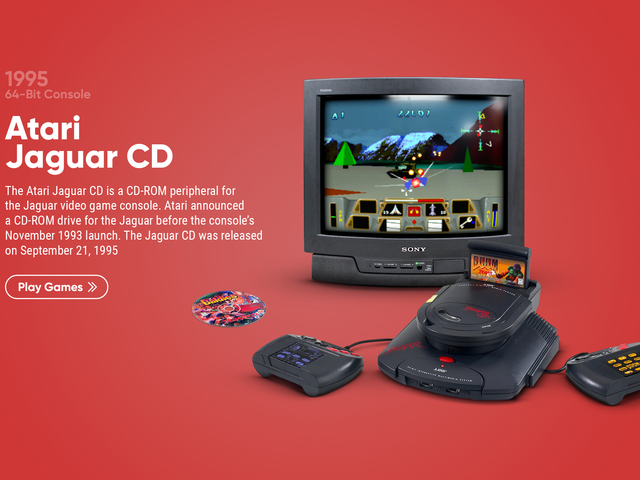 1995
64-Bit Console
Atari
Jaguar CD
The Atari Jaguar CD is a CD-ROM peripheral for
the Jaguar video game console. Atari announced
a CD-ROM drive for the Jaguar before the console's
November 1993 launch. The Jaguar CD was released
on September 21, 1995
Play Games
SONY
DOOM